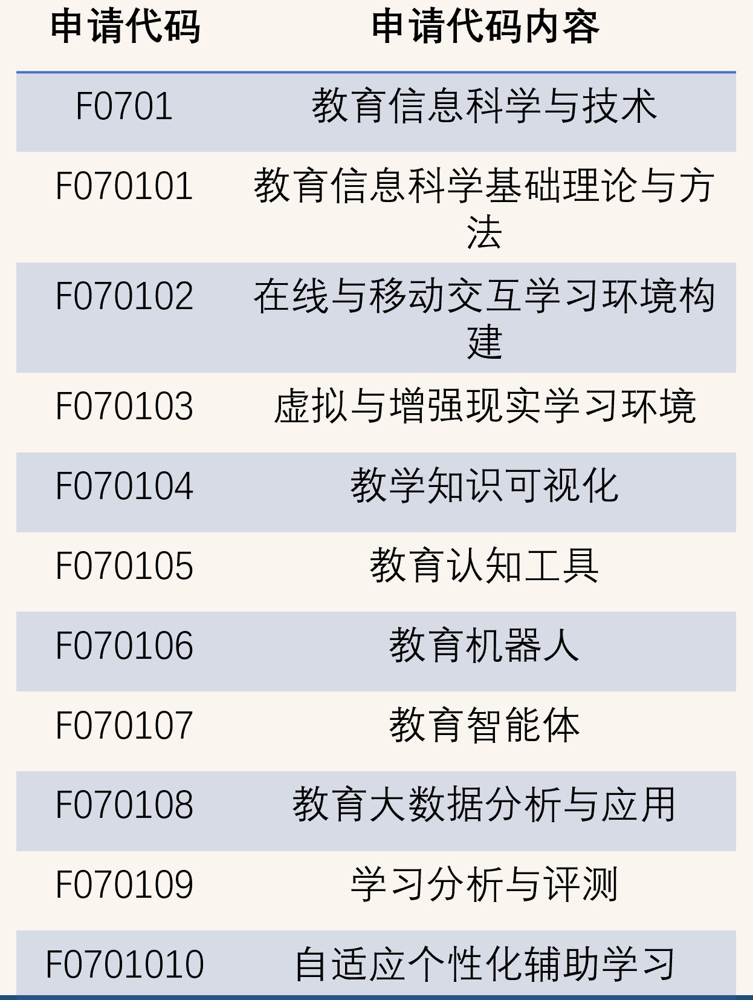 申请代码 申请代码内容
F0701 教育信息科学与技术
F070101 教育信息科学基础理论与方
法
F070102 在线与移动交互学习环境构
建
F070103 虚拟与增强现实学习环境
F070104 教学知识可视化
F070105 教育认知工具
F070106 教育机器人
F070107 教育智能体
F070108 教育大数据分析与应用
F070109 学习分析与评测
F0701010 自适应个性化辅助学习